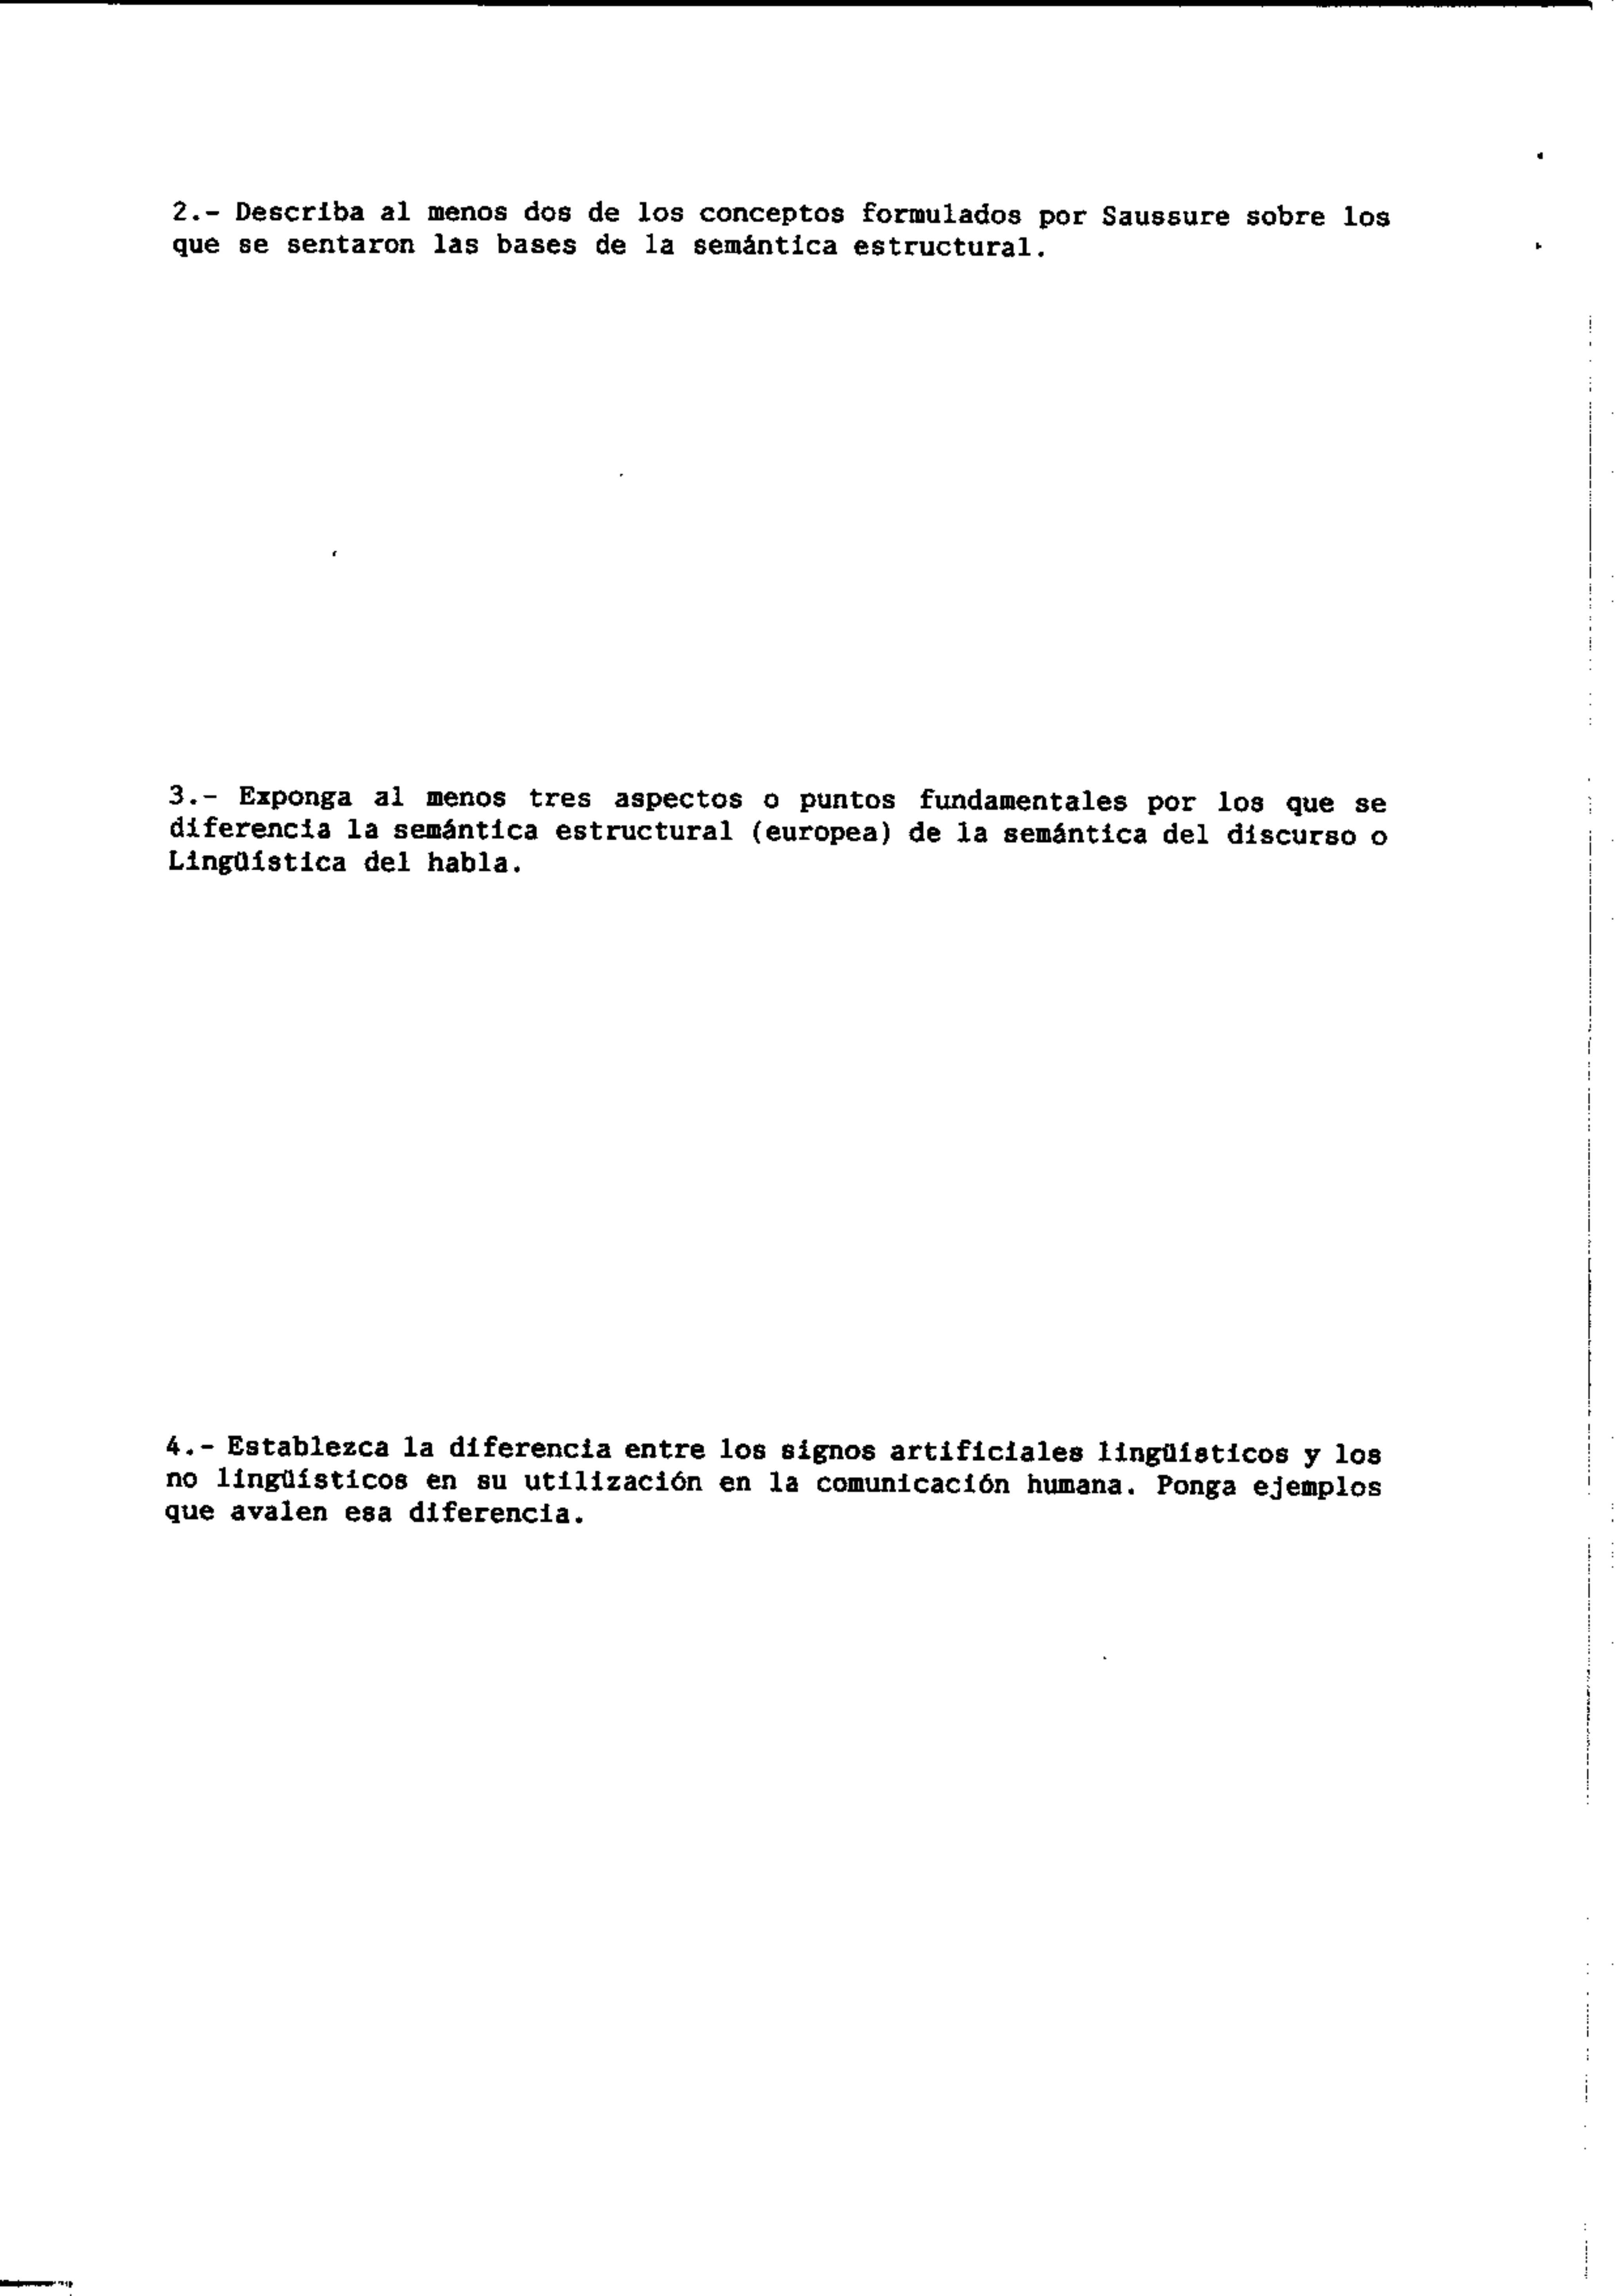 2.- Describa al menos dos de los conceptos formulados por Saussure sobre los
que se sentaron las bases de la semántica estructural.
3.- Exponga al menos tres aspectos o puntos fundamentales por los que se
diferencia la semántica estructural (europea) de la semántica del discurso o
Lingüística del habla.
4.- Establezca la diferencia entre los signos artificiales lingüísticos y los
no lingüísticos en su utilización en la comunicación humana. Ponga ejemplos
que avalen esa diferencia.